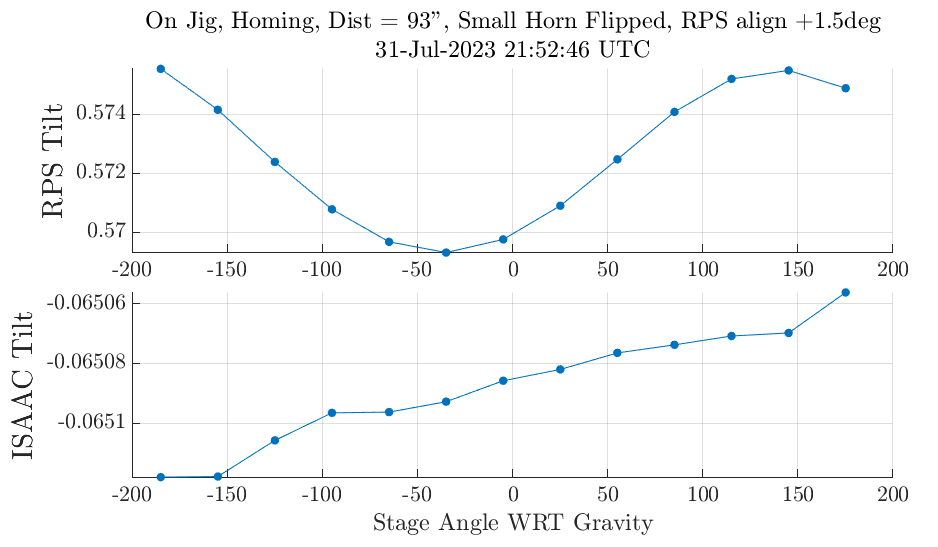 On Jig, Homing, Dist = 93”, Small Horn Flipped, RPS align +1.5deg
31-Jul-2023 21:52:46 UTC
RPS Tilt
0.574
0.572
0.57
-200 -150 -100 -50 0 50 100 150 200
ISAAC Tilt
-0.06506
-0.06508
-0.0651
-200 -150 -100 -50 0 50 100 150 200
Stage Angle WRT Gravity